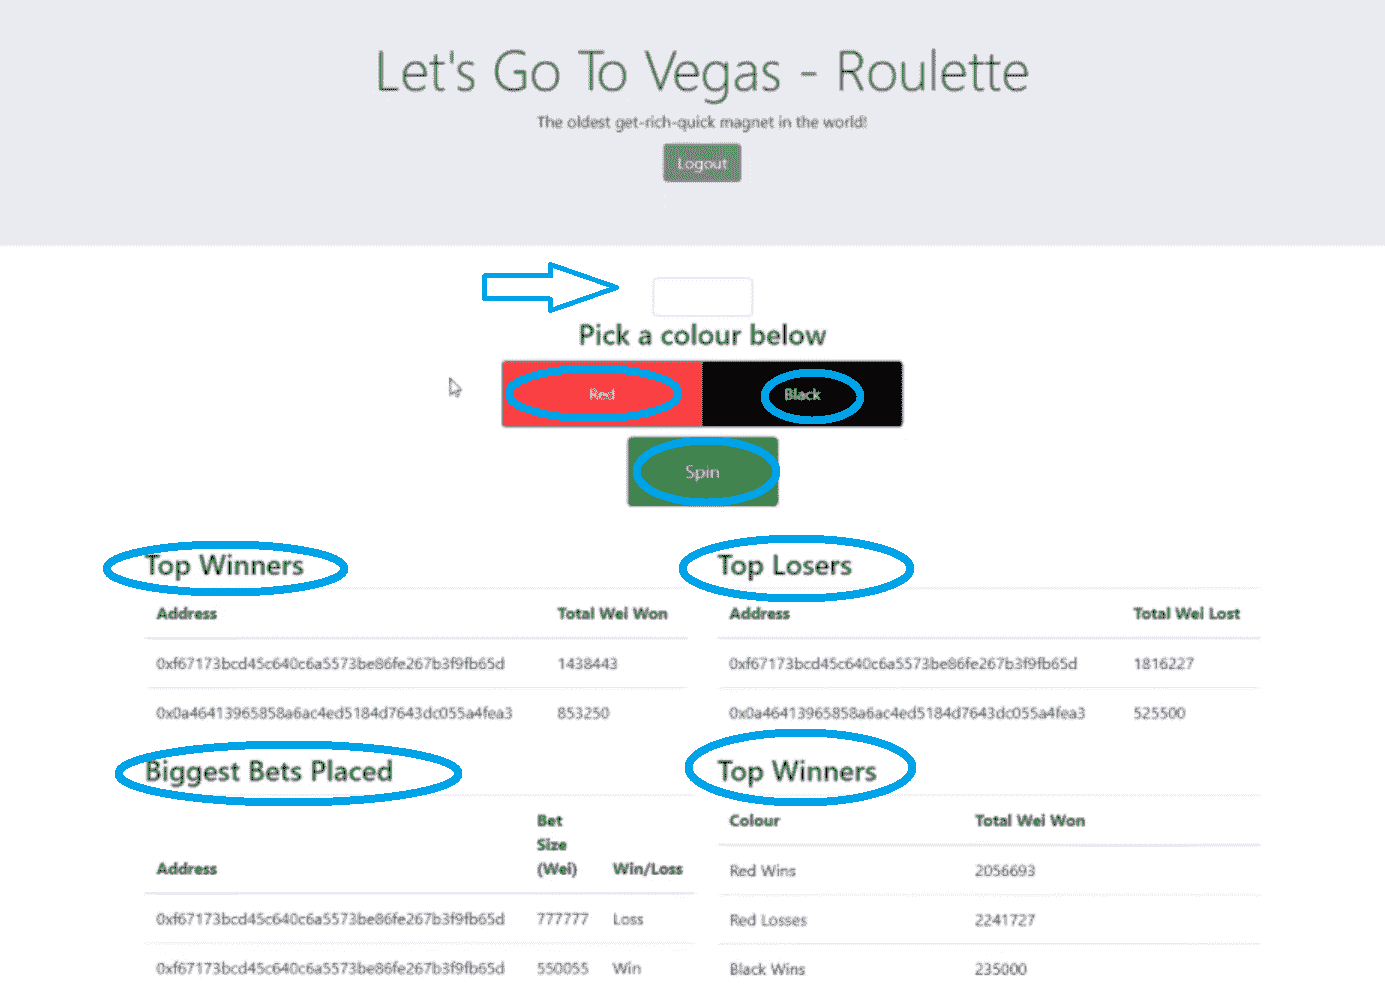 Let's Go To Vegas - Roulette
The oldest get-rich-quick magnet in the world!
Logout
Pick a colour below
Red Black
Spin
Top Winners
Address Total Wei Won
0xf67173bcd45c640c6a5573be86fe267b3f9fb65d 1438443
0x0a46413965858a6ac4ed5184d7643dc055a4fea3 853250
Top Losers
Address Total Wei Lost
0xf67173bcd45c640c6a5573be86fe267b3f9fb65d 1816227
0x0a46413965858a6ac4ed5184d7643dc055a4fea3 525500
Biggest Bets Placed
Bet
Size
Address (Wei) Win/Loss
0xf67173bcd45c640c6a5573be86fe267b3f9fb65d 777777 Loss
0xf67173bcd45c640c6a5573be86fe267b3f9fb65d 550055 Win
Top Winners
Colour Total Wei Won
Red Wins 2056693
Red Losses 2241727
Black Wins 235000